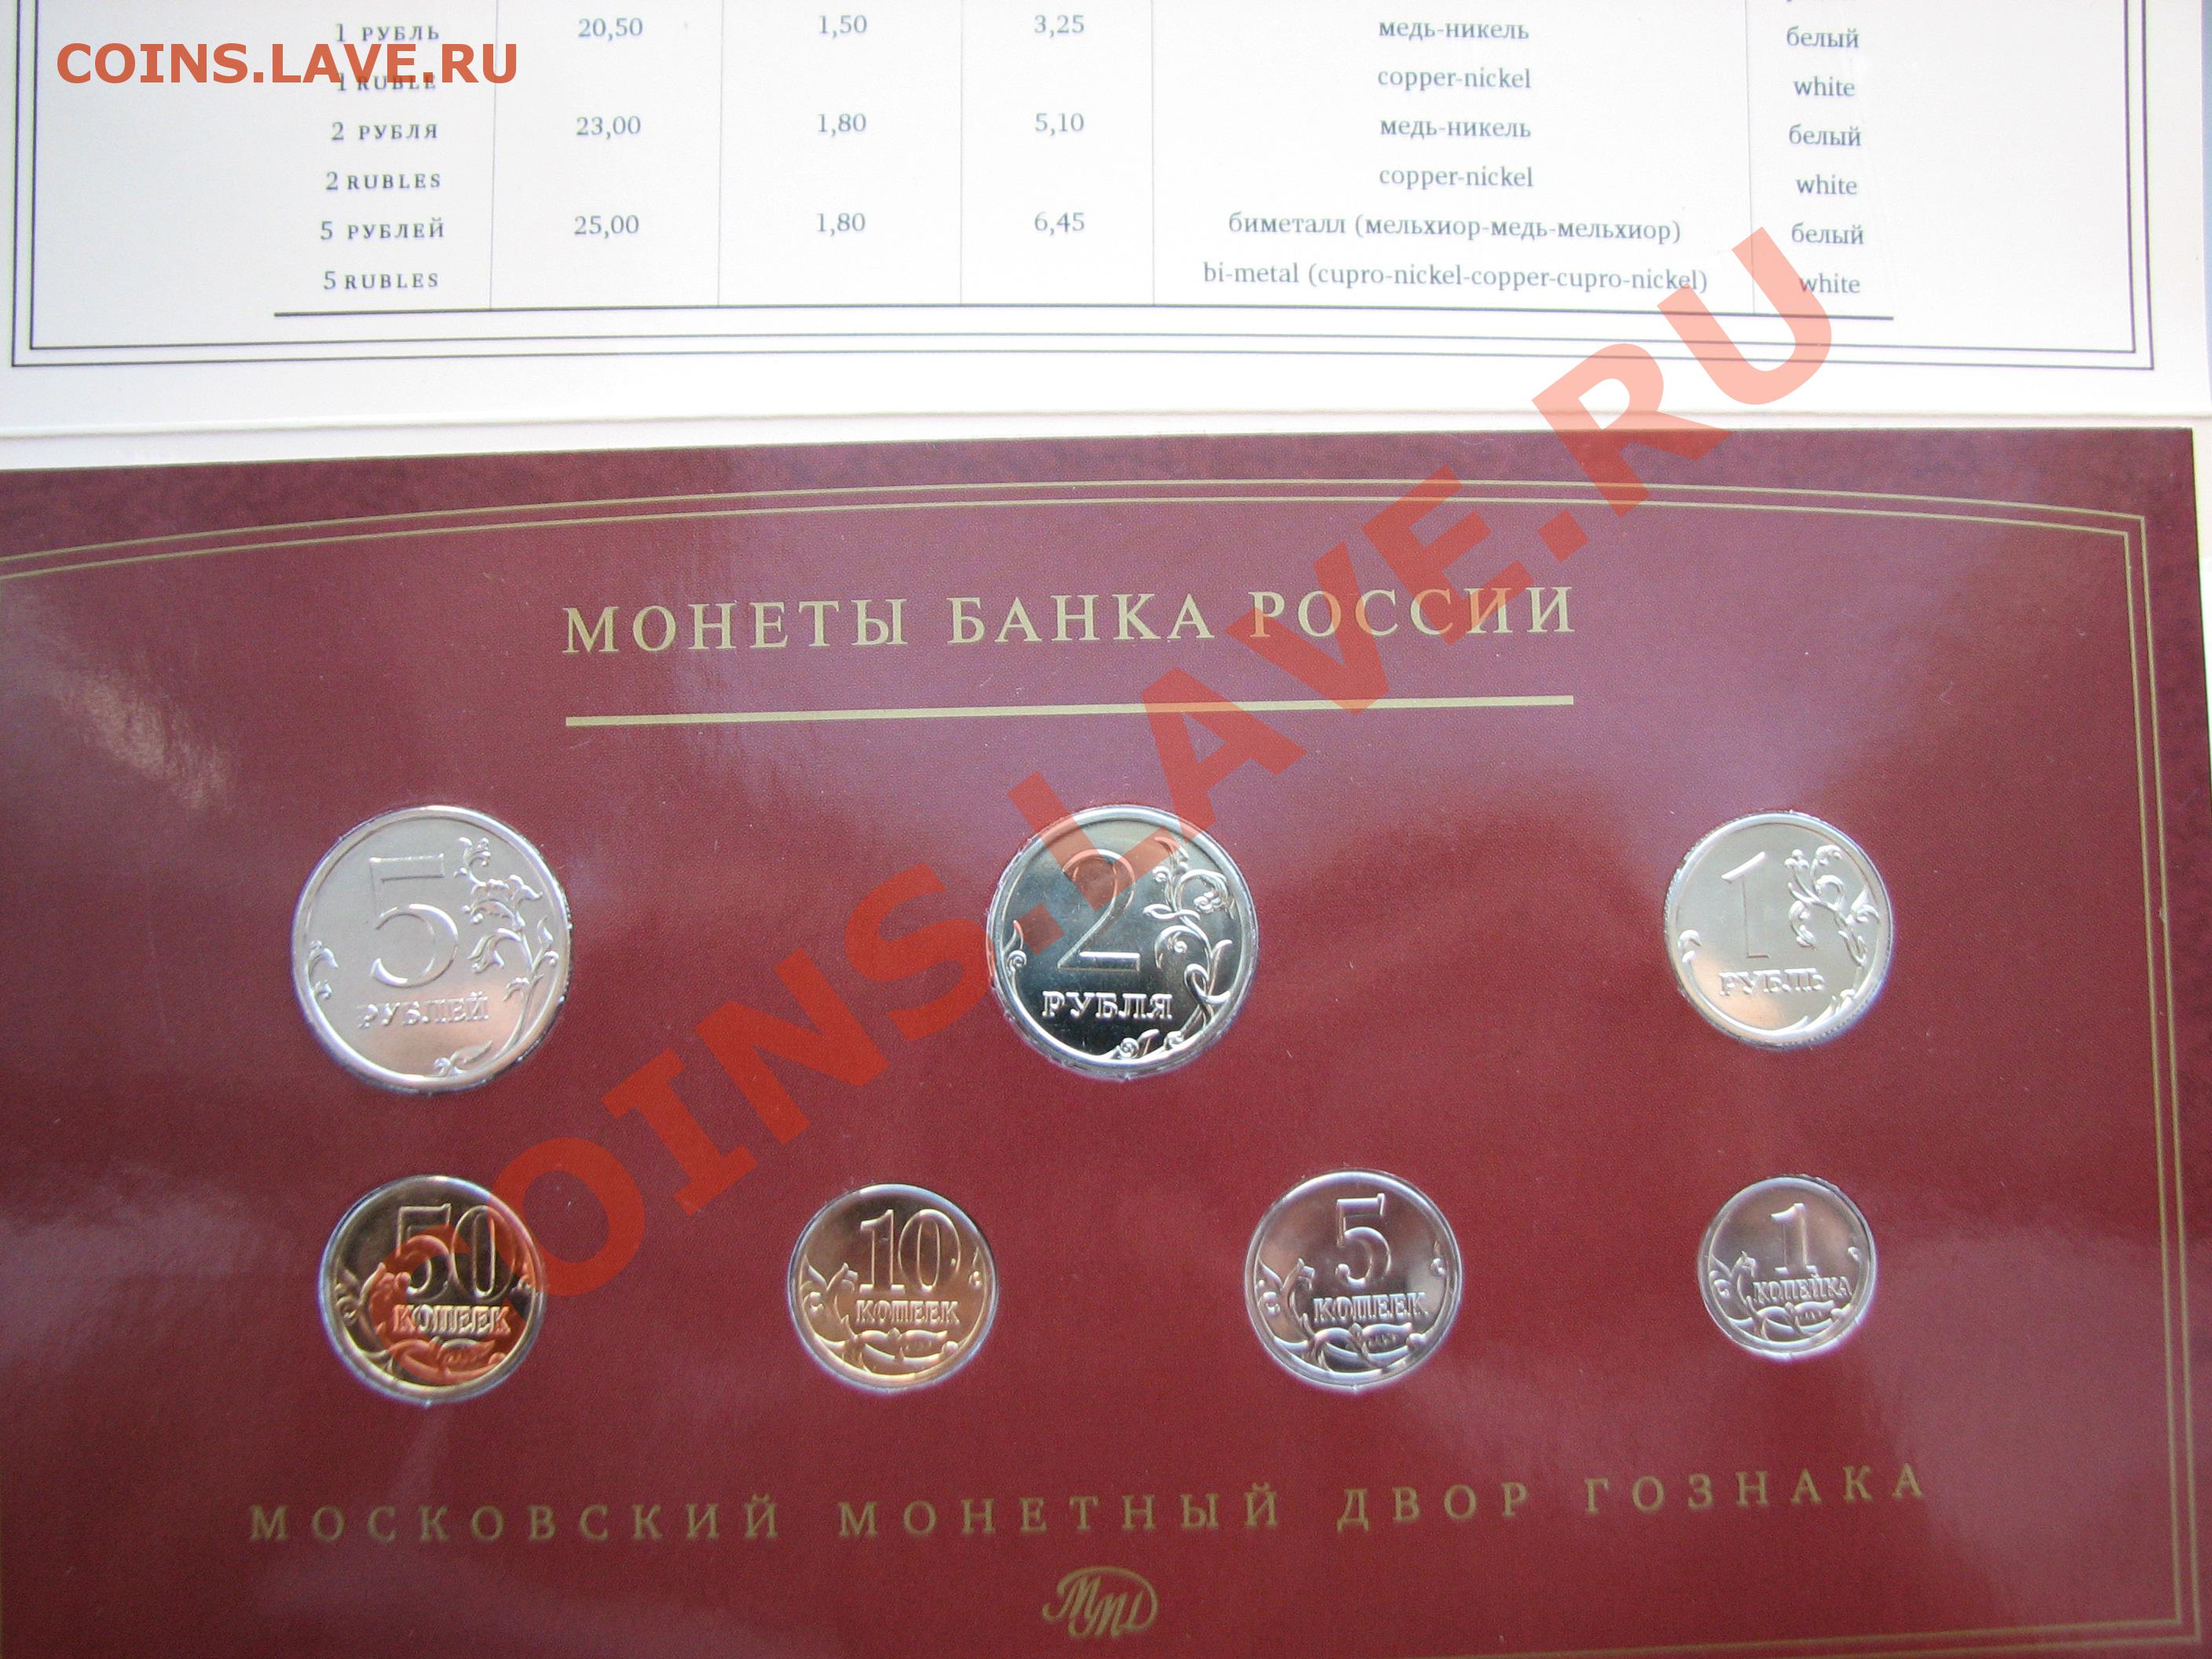 1 РУБЛЬ 20,50 1,50 3,25 медь-никель белый
COINS.LAVE.RU
1 RUBLE copper-nickel white
2 РУБЛЯ 23,00 1,80 5,10 медь-никель белый
2 RUBLES copper-nickel white
5 РУБЛЕЙ 25,00 1,80 6,45 биметалл (мельхиор-медь-мельхиор) белый
5 RUBLES bi-metal (cupro-nickel-copper-cupro-nickel) white
COINS.LAVE.RU
МОНЕТЫ БАНКА РОССИИ
5 РУБЛЕЙ
2 РУБЛЯ
1 РУБЛЬ
50 КОПЕЕК
10 КОПЕЕК
5 КОПЕЕК
1 КОПЕЙКА
МОСКОВСКИЙ МОНЕТНЫЙ ДВОР ГОЗНАКА
ММД